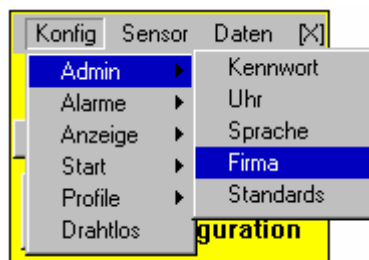 Konfig Sensor Daten [X]
Admin
Alarme
Anzeige
Start
Profile
Drahtlos
Kennwort
Uhr
Sprache
Firma
Standards
guration